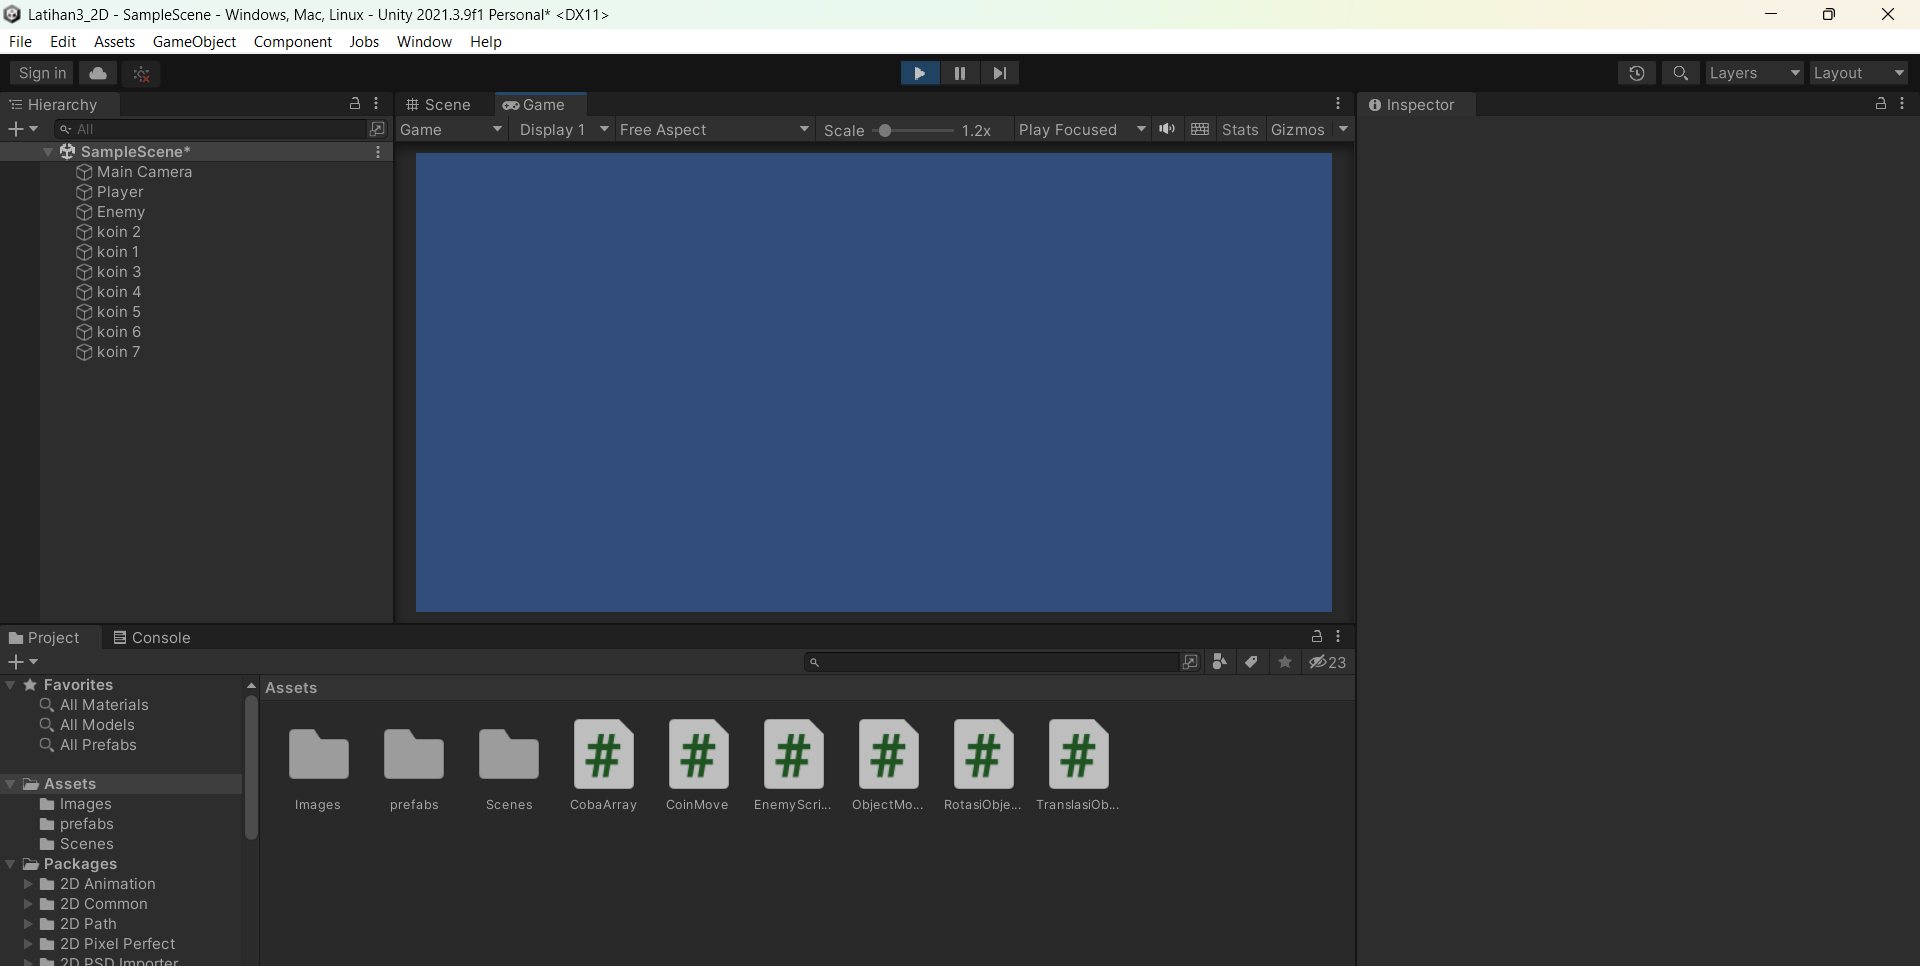 Latihan3_2D - SampleScene - Windows, Mac, Linux - Unity 2021.3.9f1 Personal* <DX11>
File Edit Assets GameObject Component Jobs Window Help
Sign in Layers Layout
Hierarchy
All
SampleScene*
Main Camera
Player
Enemy
koin 2
koin 1
koin 3
koin 4
koin 5
koin 6
koin 7
Scene Game
Game Display 1 Free Aspect Scale 1.2x Play Focused Stats Gizmos
Inspector
Project Console
23
Favorites
All Materials
All Models
All Prefabs
Assets
Images
prefabs
Scenes
Packages
2D Animation
2D Common
2D Path
2D Pixel Perfect
2D PSD Importer
Assets
Images prefabs Scenes CobaArray CoinMove EnemyScri... ObjectMo... RotasiObje... TranslasiOb...